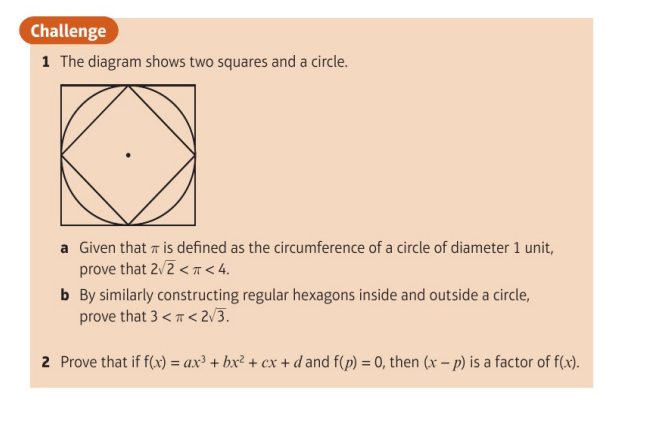 Challenge
1 The diagram shows two squares and a circle.
a Given that π is defined as the circumference of a circle of diameter 1 unit,
prove that 2√2 < π < 4.
b By similarly constructing regular hexagons inside and outside a circle,
prove that 3 < π < 2√3.
2 Prove that if f(x) = ax³ + bx² + cx + d and f(p) = 0, then (x – p) is a factor of f(x).